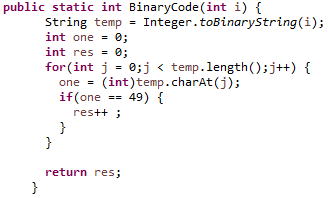 public static int BinaryCode(int i) {
String temp = Integer.toBinaryString(i);
int one = 0;
int res = 0;
for(int j = 0;j < temp.length();j++) {
one = (int)temp.charAt(j);
if(one == 49) {
res++ ;
}
}
return res;
}